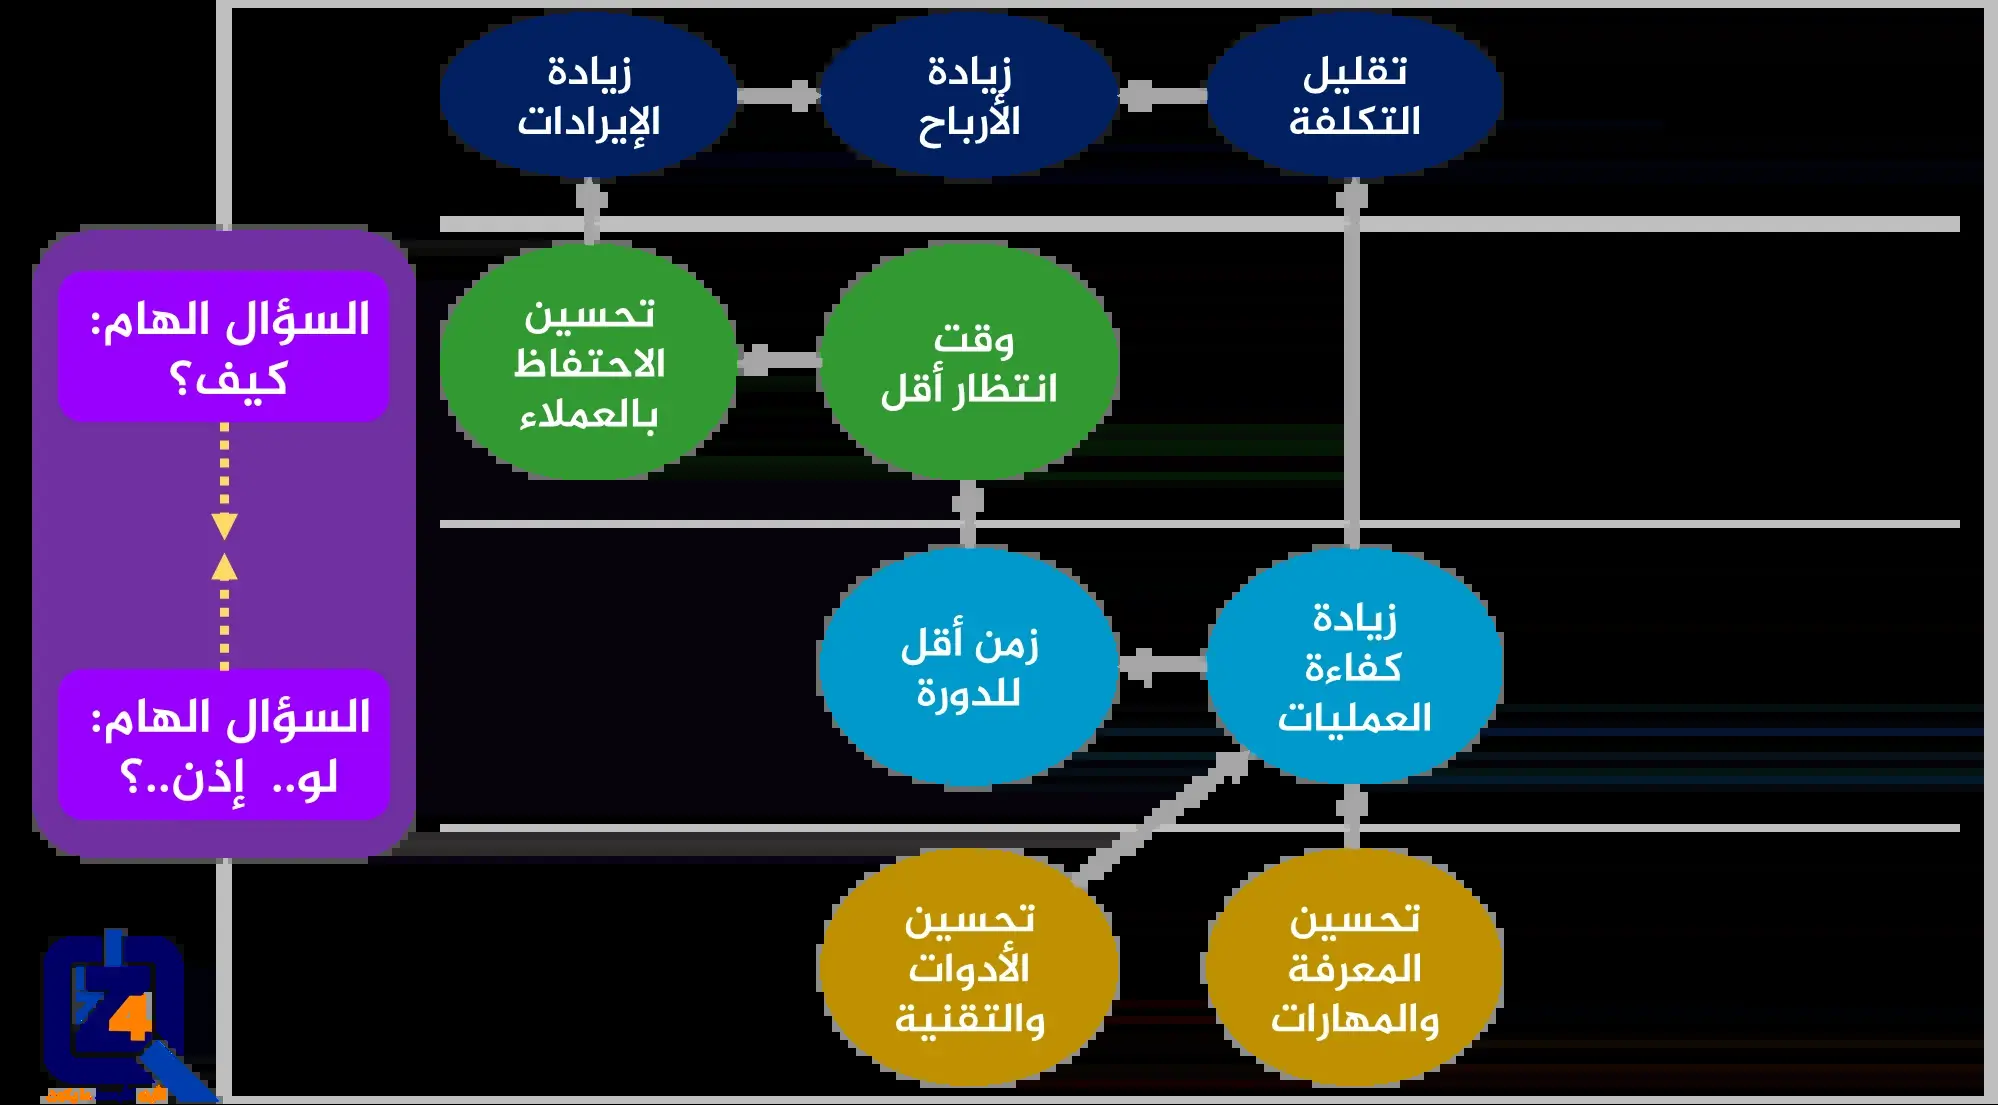 تقليل
التكلفة
زيادة
الأرباح
زيادة
الإيرادات
وقت
انتظار أقل
تحسين
الاحتفاظ
بالعملاء
السؤال الهام:
كيف؟
زيادة
كفاءة
العمليات
زمن أقل
للدورة
السؤال الهام:
لو.. إذن..؟
تحسين
المعرفة
والمهارات
تحسين
الأدوات
والتقنية
4